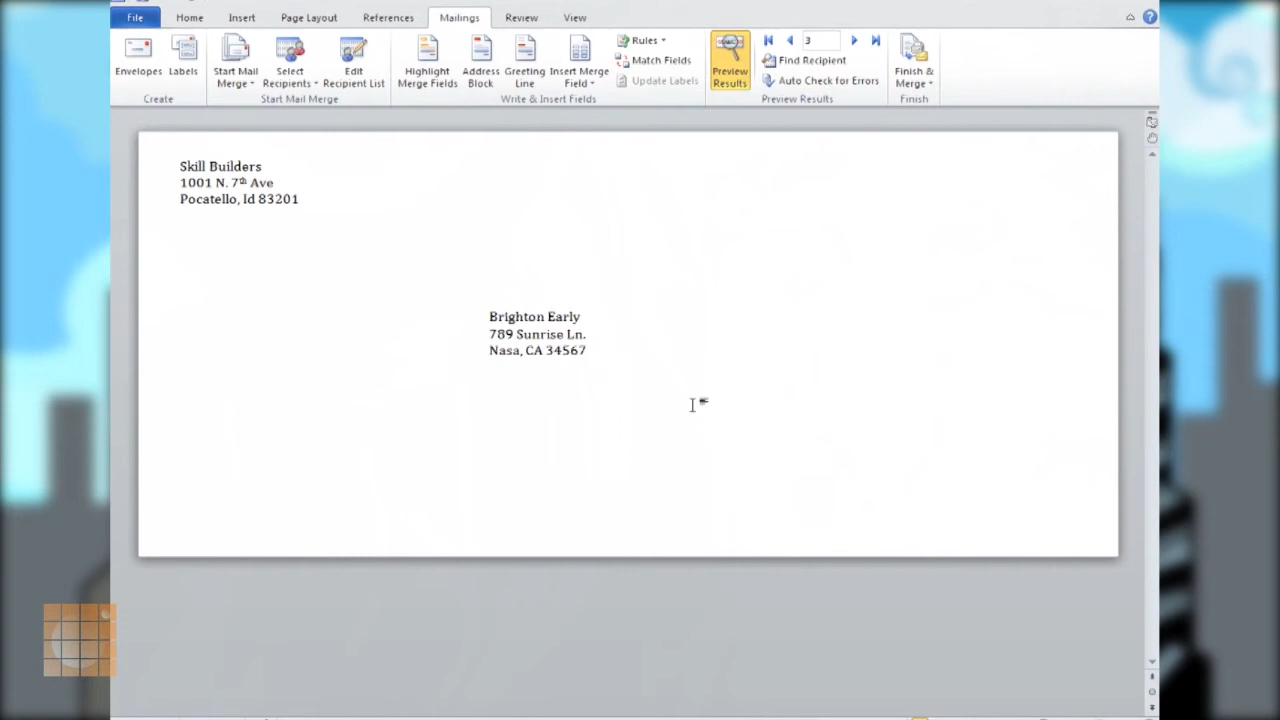 File Home Insert Page Layout References Mailings Review View
Envelopes Labels Start Mail Merge Select Recipients Edit Recipient List Highlight Merge Fields Address Block Greeting Line Insert Merge Field Rules Match Fields Update Labels Preview Results 3 Find Recipient Auto Check for Errors Finish & Merge
Create Start Mail Merge Write & Insert Fields Preview Results Finish
Skill Builders
1001 N. 7th Ave
Pocatello, Id 83201
Brighton Early
789 Sunrise Ln.
Nasa, CA 34567